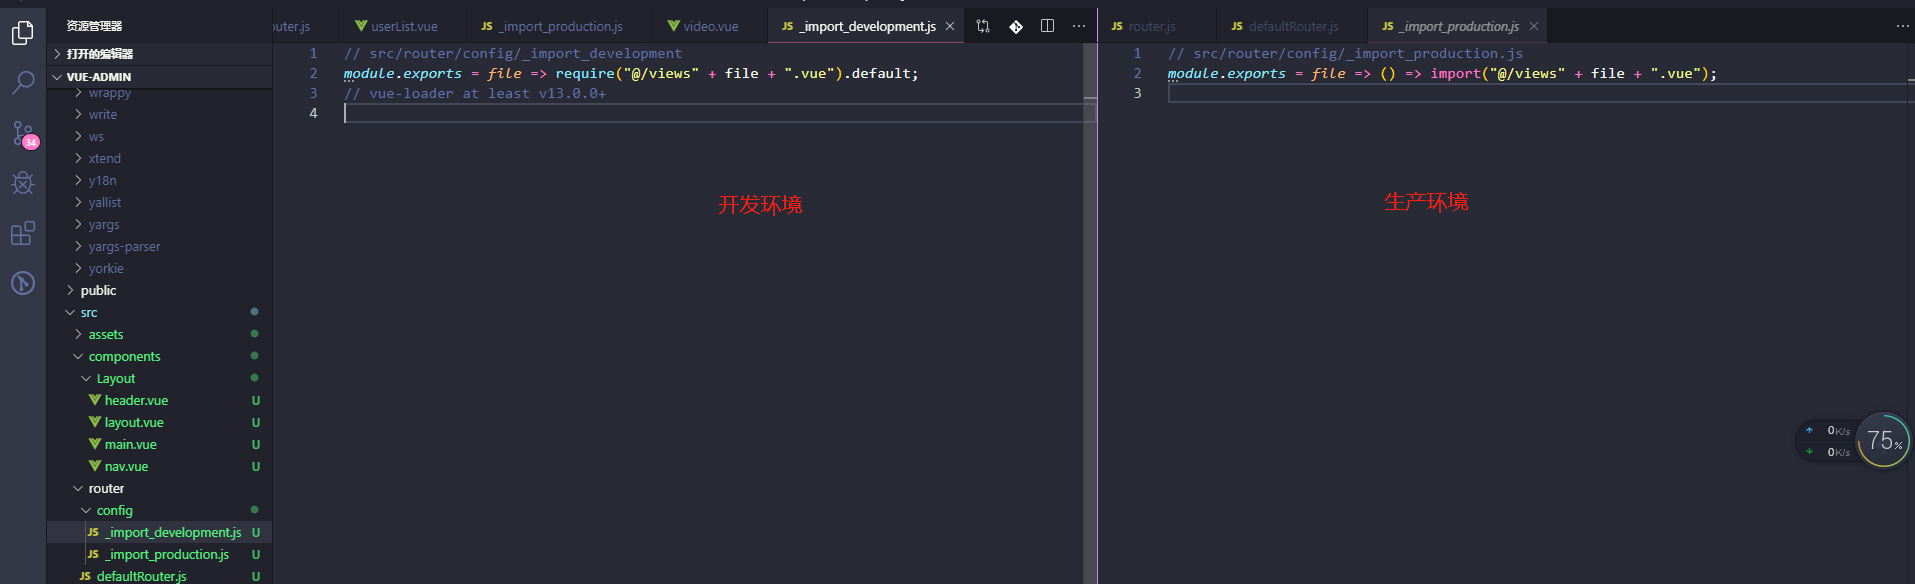 资源管理器
打开的编辑器
VUE-ADMIN
wrappy
write
ws
xtend
y18n
yallist
yargs
yargs-parser
yorkie
public
src
assets
components
Layout
header.vue U
layout.vue U
main.vue U
nav.vue U
router
config
JS _import_development.js U
JS _import_production.js U
JS defaultRouter.js U
34
outer.js
userList.vue
JS _import_production.js
video.vue
JS _import_development.js
1 // src/router/config/_import_development
2 module.exports = file => require("@/views" + file + ".vue").default;
3 // vue-loader at least v13.0.0+
4
开发环境
JS router.js
JS defaultRouter.js
JS _import_production.js
1 // src/router/config/_import_production.js
2 module.exports = file => () => import("@/views" + file + ".vue");
3
生产环境
0K/s
0K/s
75%